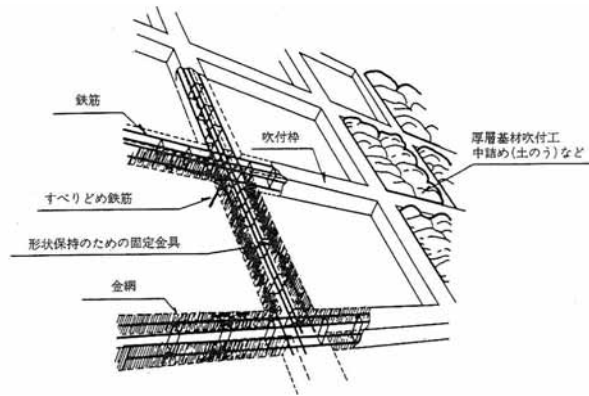 鉄筋
吹付枠
厚層基材吹付工
中詰め(土のう)など
すべりどめ鉄筋
形状保持のための固定金具
金網